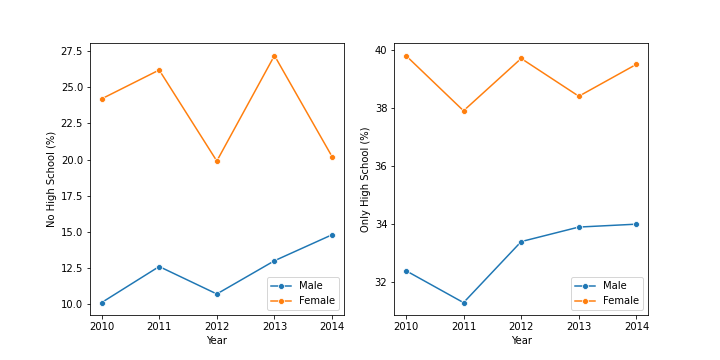 27.5
25.0
22.5
20.0
17.5
15.0
12.5
10.0
No High School (%)
2010 2011 2012 2013 2014
Year
Male
Female
40
38
36
34
32
Only High School (%)
2010 2011 2012 2013 2014
Year
Male
Female